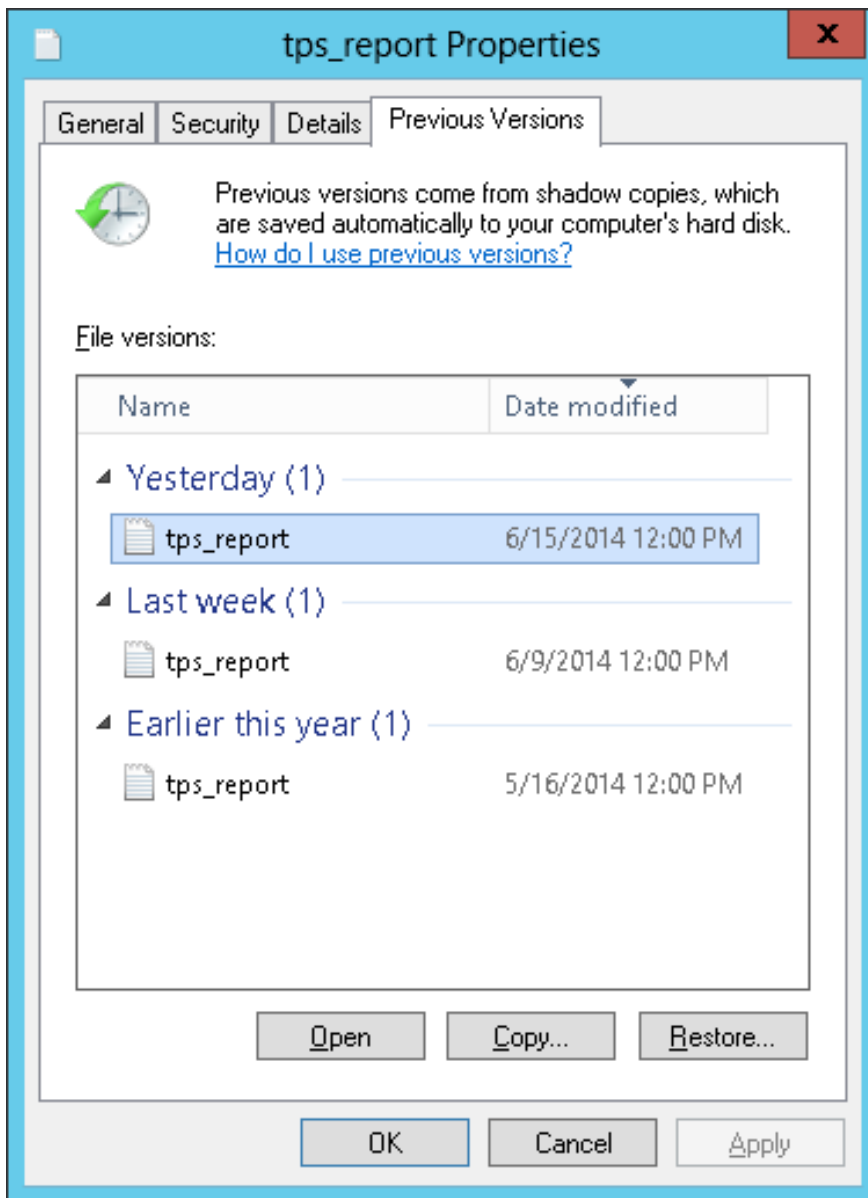 tps_report Properties
x
General Security Details Previous Versions
Previous versions come from shadow copies, which
are saved automatically to your computer's hard disk.
How do I use previous versions?
File versions:
Name Date modified
Yesterday (1)
tps_report 6/15/2014 12:00 PM
Last week (1)
tps_report 6/9/2014 12:00 PM
Earlier this year (1)
tps_report 5/16/2014 12:00 PM
Open Copy... Restore...
OK Cancel Apply